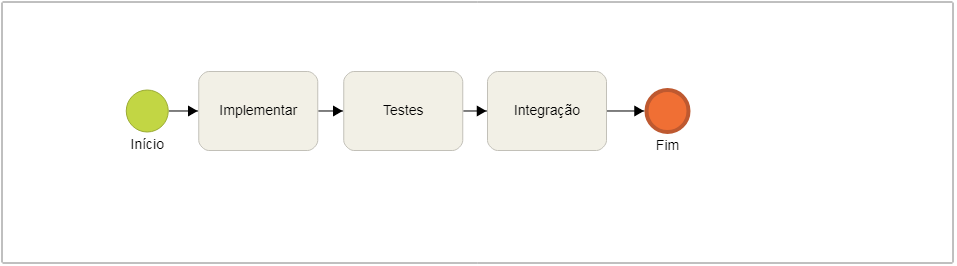 Implementar
Testes
Integração
Início
Fim